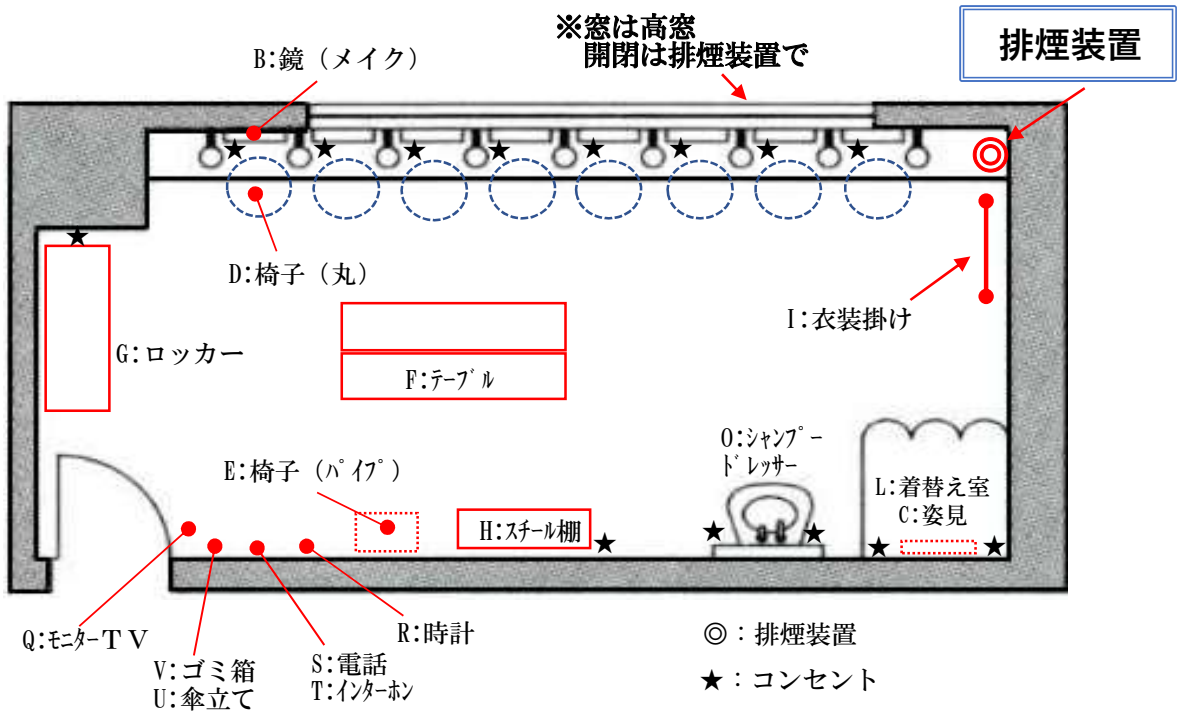 ※窓は高窓
開閉は排煙装置で
排煙装置
B:鏡（メイク）
D:椅子（丸）
I:衣装掛け
G:ロッカー
F:ﾃｰﾌﾞﾙ
O:ｼｬﾝﾌﾟｰ
ﾄﾞﾚｯｻｰ
E:椅子（ﾊﾟｲﾌﾟ）
L:着替え室
C:姿見
H:ｽﾁｰﾙ棚
Q:ﾓﾆﾀｰＴＶ
R:時計
V:ゴミ箱
U:傘立て
S:電話
T:ｲﾝﾀｰﾎﾝ
◎：排煙装置
★：コンセント